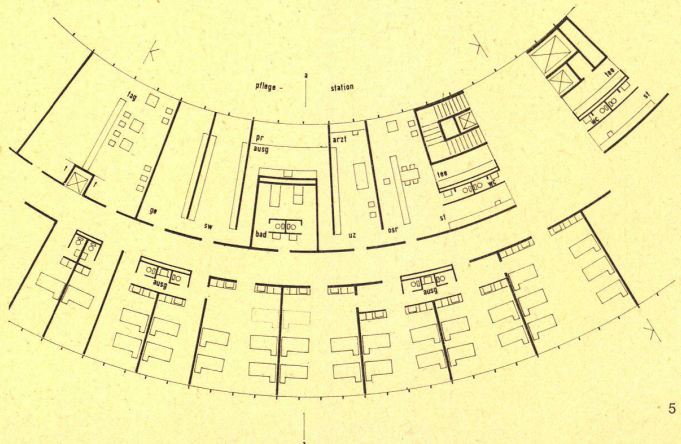 a
pflege - station
tee
st
wc
tag
pr
ausg
arzt
tee
wc
st
t
t
ge
sw
bad
uz
osr
ausg
ausg
5
a